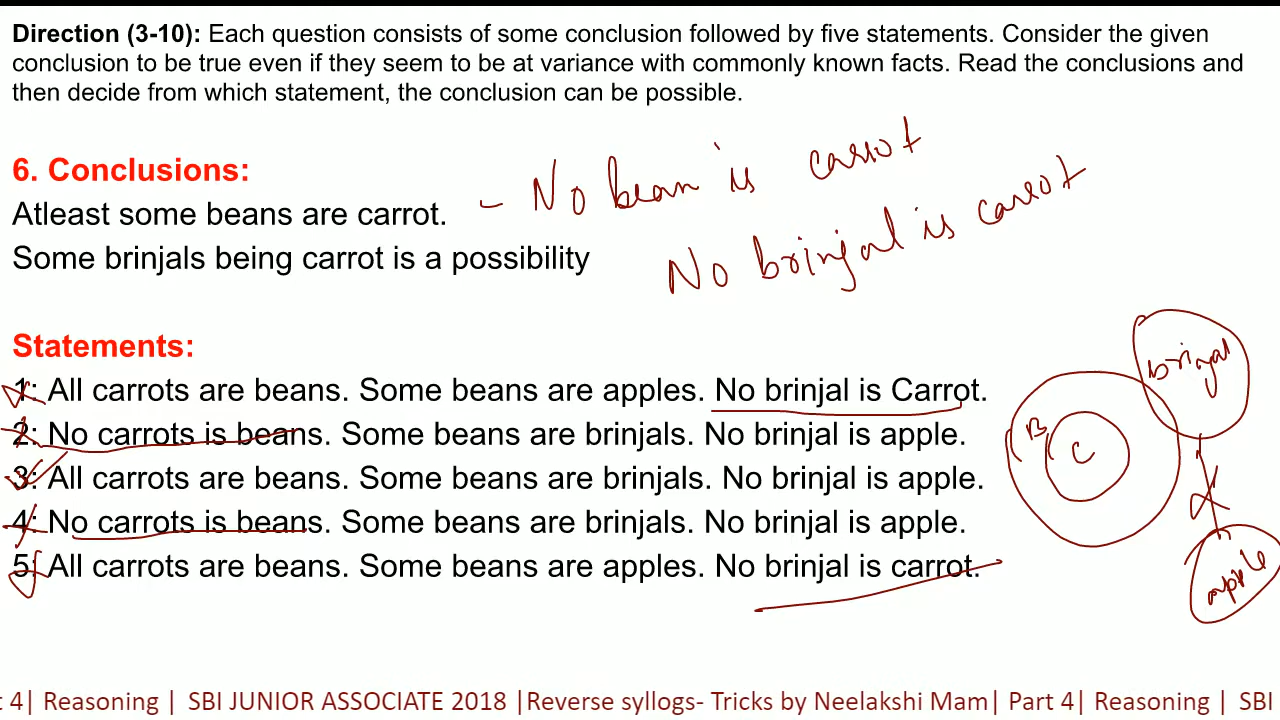 Direction (3-10): Each question consists of some conclusion followed by five statements. Consider the given
conclusion to be true even if they seem to be at variance with commonly known facts. Read the conclusions and
then decide from which statement, the conclusion can be possible.
6. Conclusions:
- No bean is carrot
Atleast some beans are carrot.
No brinjal is carrot
Some brinjals being carrot is a possibility
Statements:
1: All carrots are beans. Some beans are apples. No brinjal is Carrot.
2: No carrots is beans. Some beans are brinjals. No brinjal is apple.
3: All carrots are beans. Some beans are brinjals. No brinjal is apple.
4: No carrots is beans. Some beans are brinjals. No brinjal is apple.
5: All carrots are beans. Some beans are apples. No brinjal is carrot.
brinjal
B
C
apple
t 4| Reasoning | SBI JUNIOR ASSOCIATE 2018 |Reverse syllogs- Tricks by Neelakshi Mam| Part 4| Reasoning | SBI